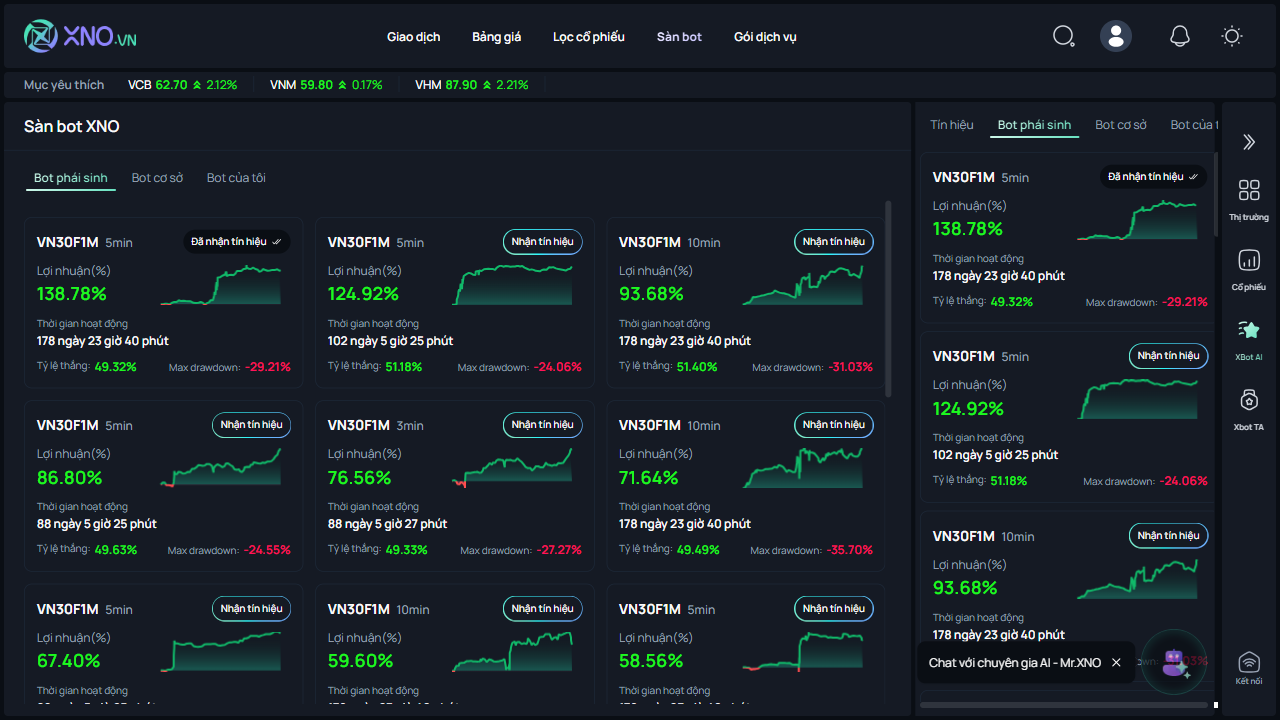 XNO.VN
Giao dịch Bảng giá Lọc cổ phiếu Sàn bot Gói dịch vụ
Mục yêu thích VCB 62.70 2.12% VNM 59.80 0.17% VHM 87.90 2.21%
Sàn bot XNO
Bot phái sinh Bot cơ sở Bot của tôi
VN30F1M 5min Đã nhận tín hiệu
Lợi nhuận(%)
138.78%
Thời gian hoạt động
178 ngày 23 giờ 40 phút
Tỷ lệ thắng: 49.32% Max drawdown: -29.21%
VN30F1M 5min Nhận tín hiệu
Lợi nhuận(%)
124.92%
Thời gian hoạt động
102 ngày 5 giờ 25 phút
Tỷ lệ thắng: 51.18% Max drawdown: -24.06%
VN30F1M 10min Nhận tín hiệu
Lợi nhuận(%)
93.68%
Thời gian hoạt động
178 ngày 23 giờ 40 phút
Tỷ lệ thắng: 51.40% Max drawdown: -31.03%
VN30F1M 5min Nhận tín hiệu
Lợi nhuận(%)
86.80%
Thời gian hoạt động
88 ngày 5 giờ 25 phút
Tỷ lệ thắng: 49.63% Max drawdown: -24.55%
VN30F1M 3min Nhận tín hiệu
Lợi nhuận(%)
76.56%
Thời gian hoạt động
88 ngày 5 giờ 27 phút
Tỷ lệ thắng: 49.33% Max drawdown: -27.27%
VN30F1M 10min Nhận tín hiệu
Lợi nhuận(%)
71.64%
Thời gian hoạt động
178 ngày 23 giờ 40 phút
Tỷ lệ thắng: 49.49% Max drawdown: -35.70%
VN30F1M 5min Nhận tín hiệu
Lợi nhuận(%)
67.40%
Thời gian hoạt động
VN30F1M 10min Nhận tín hiệu
Lợi nhuận(%)
59.60%
Thời gian hoạt động
VN30F1M 5min Nhận tín hiệu
Lợi nhuận(%)
58.56%
Thời gian hoạt động
Tín hiệu Bot phái sinh Bot cơ sở Bot của
VN30F1M 5min Đã nhận tín hiệu
Lợi nhuận(%)
138.78%
Thời gian hoạt động
178 ngày 23 giờ 40 phút
Tỷ lệ thắng: 49.32% Max drawdown: -29.21%
VN30F1M 5min Nhận tín hiệu
Lợi nhuận(%)
124.92%
Thời gian hoạt động
102 ngày 5 giờ 25 phút
Tỷ lệ thắng: 51.18% Max drawdown: -24.06%
VN30F1M 10min Nhận tín hiệu
Lợi nhuận(%)
93.68%
Thời gian hoạt động
178 ngày 23 giờ 40 phút
Chat với chuyên gia AI - Mr.XNO
Thị trường
Cổ phiếu
XBot AI
Xbot TA
Kết nối